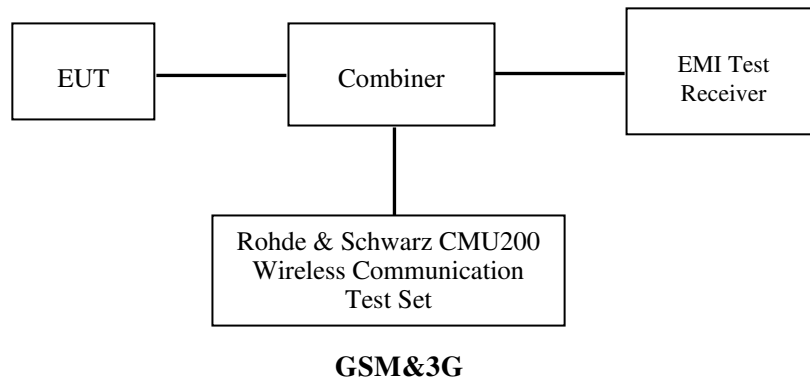 EUT
Combiner
EMI Test
Receiver
Rohde & Schwarz CMU200
Wireless Communication
Test Set
GSM&3G